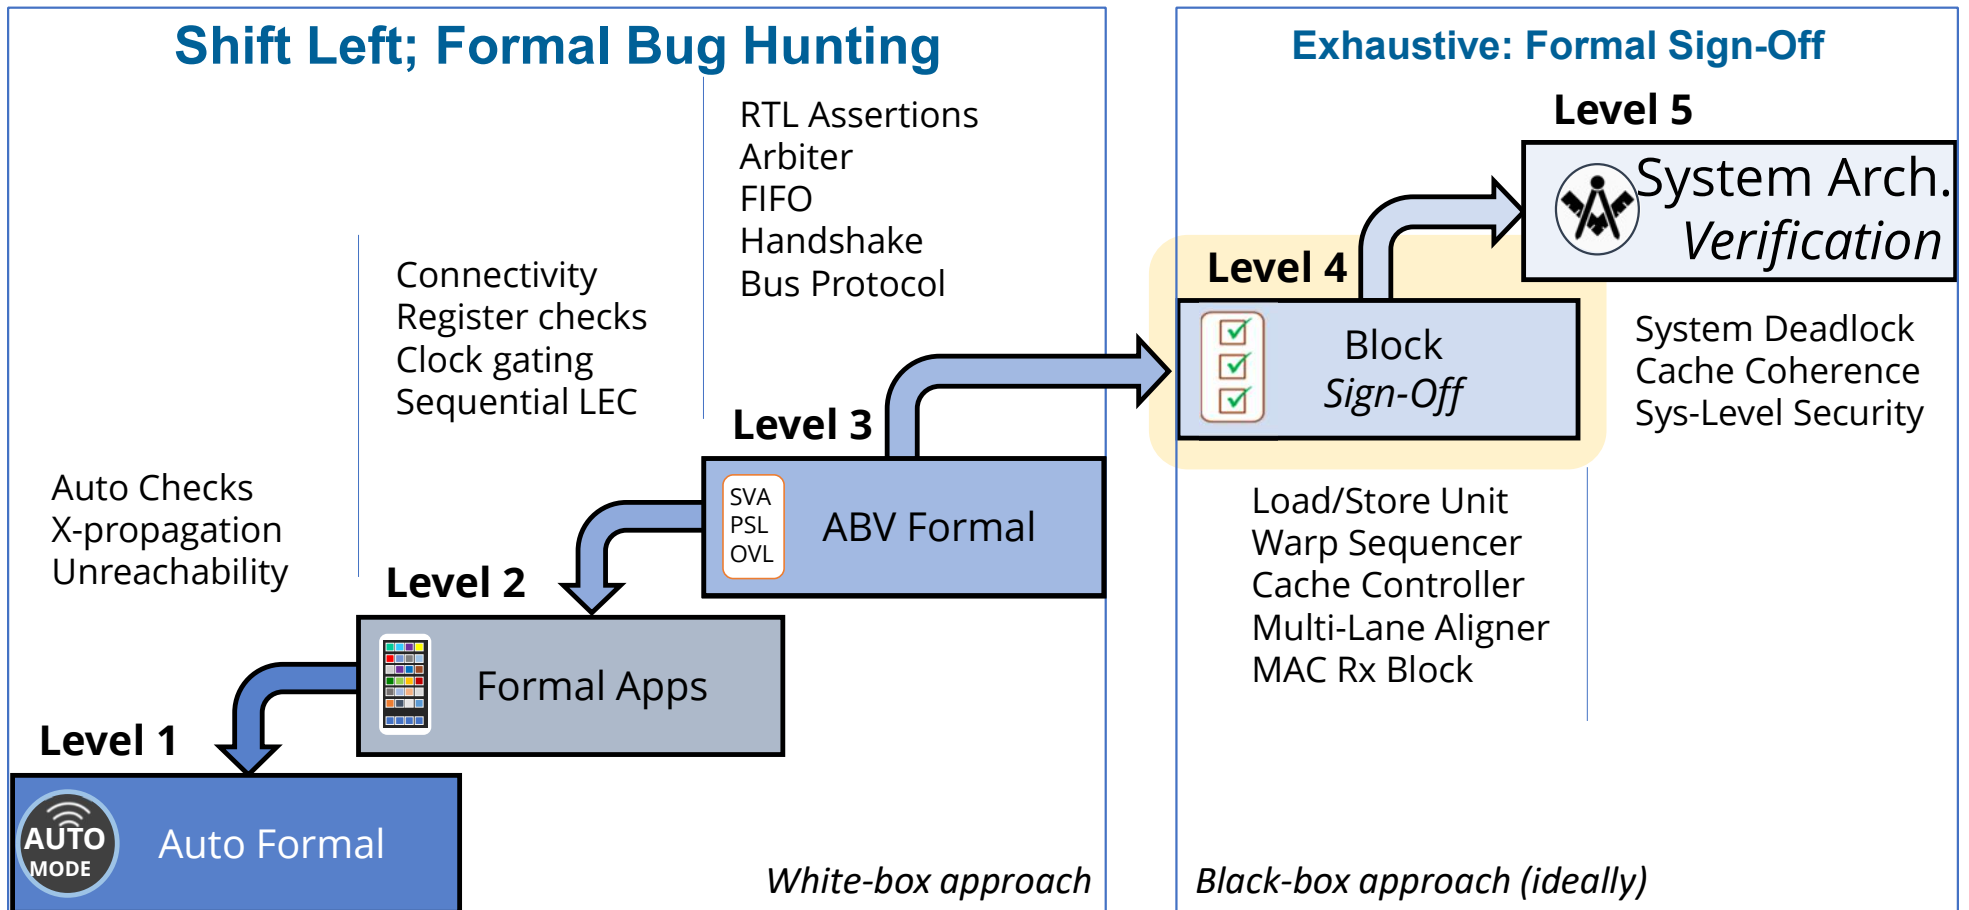 Shift Left; Formal Bug Hunting
RTL Assertions
Arbiter
FIFO
Handshake
Bus Protocol
Connectivity
Register checks
Clock gating
Sequential LEC
Auto Checks
X-propagation
Unreachability
Level 3
SVA
PSL
OVL
ABV Formal
Level 2
Formal Apps
Level 1
AUTO
MODE
Auto Formal
White-box approach
Exhaustive: Formal Sign-Off
Level 5
System Arch.
Verification
Level 4
Block
Sign-Off
System Deadlock
Cache Coherence
Sys-Level Security
Load/Store Unit
Warp Sequencer
Cache Controller
Multi-Lane Aligner
MAC Rx Block
Black-box approach (ideally)